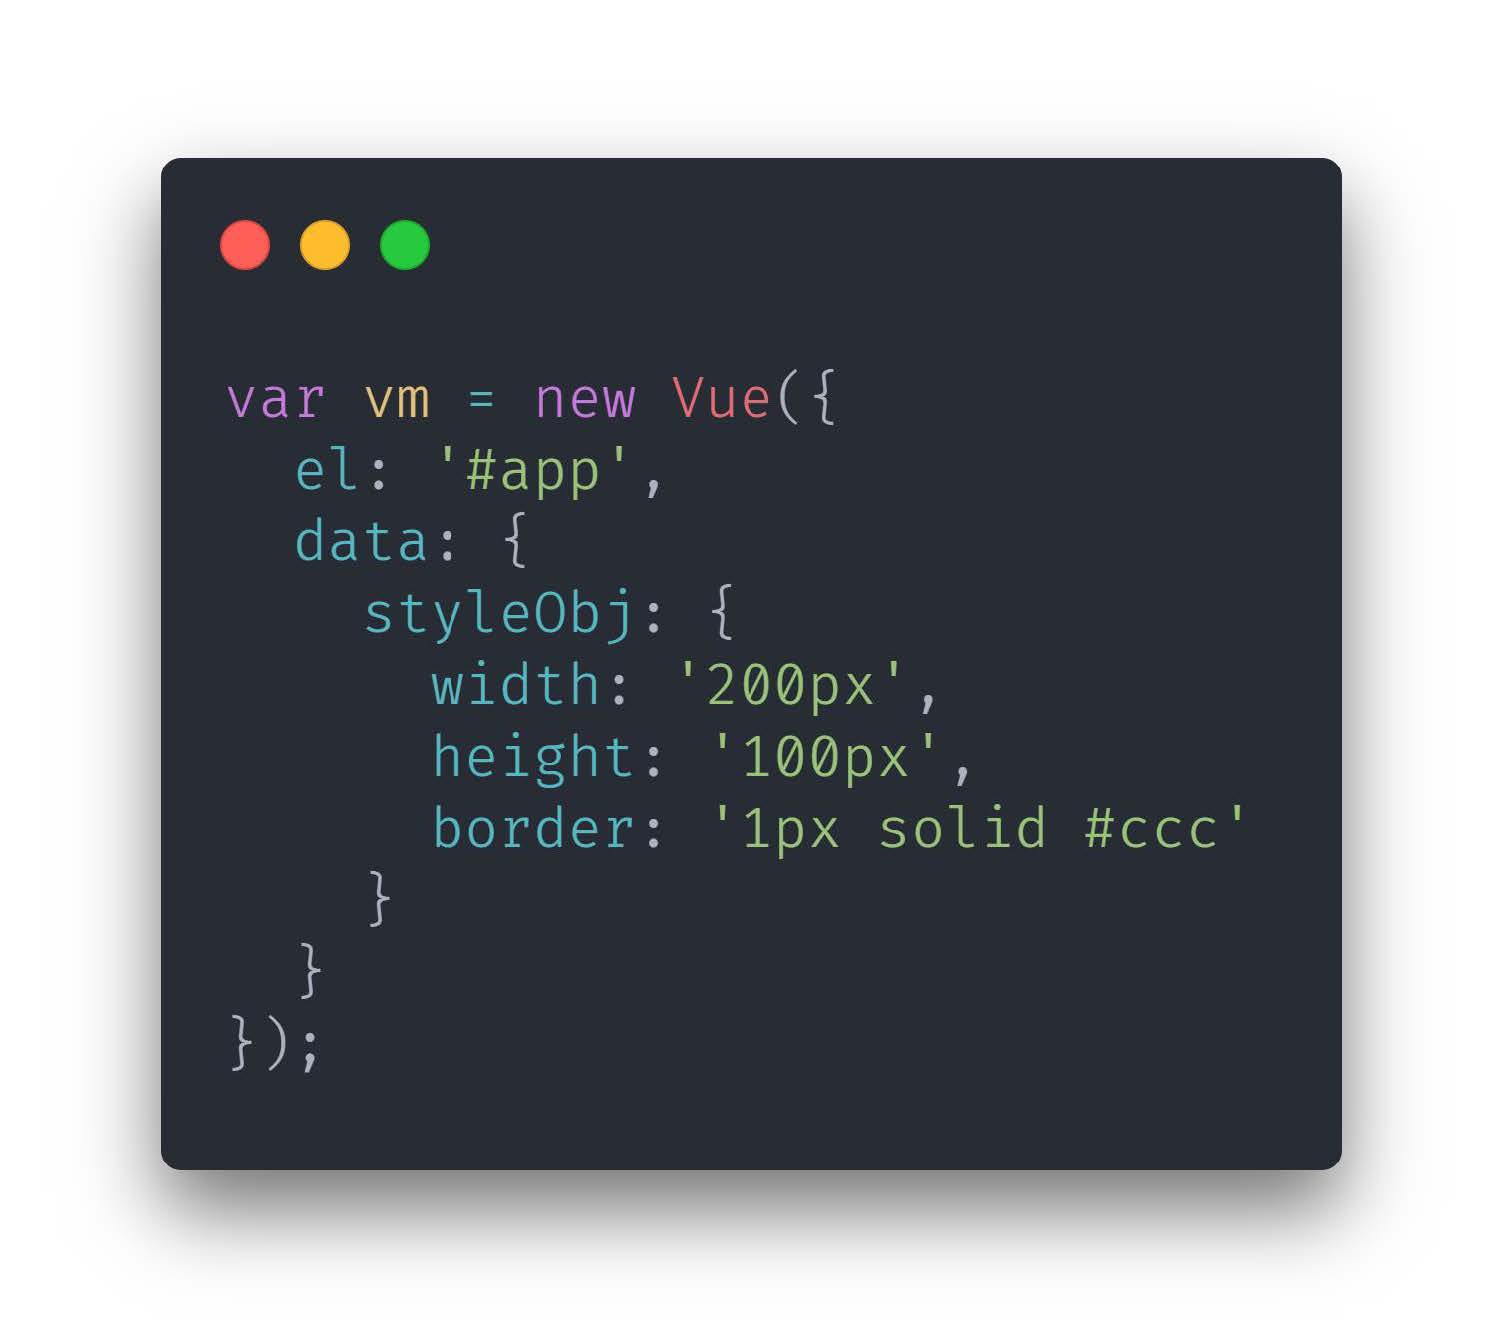 var vm = new Vue({
  el: '#app',
  data: {
    styleObj: {
      width: '200px',
      height: '100px',
      border: '1px solid #ccc'
    }
  }
});